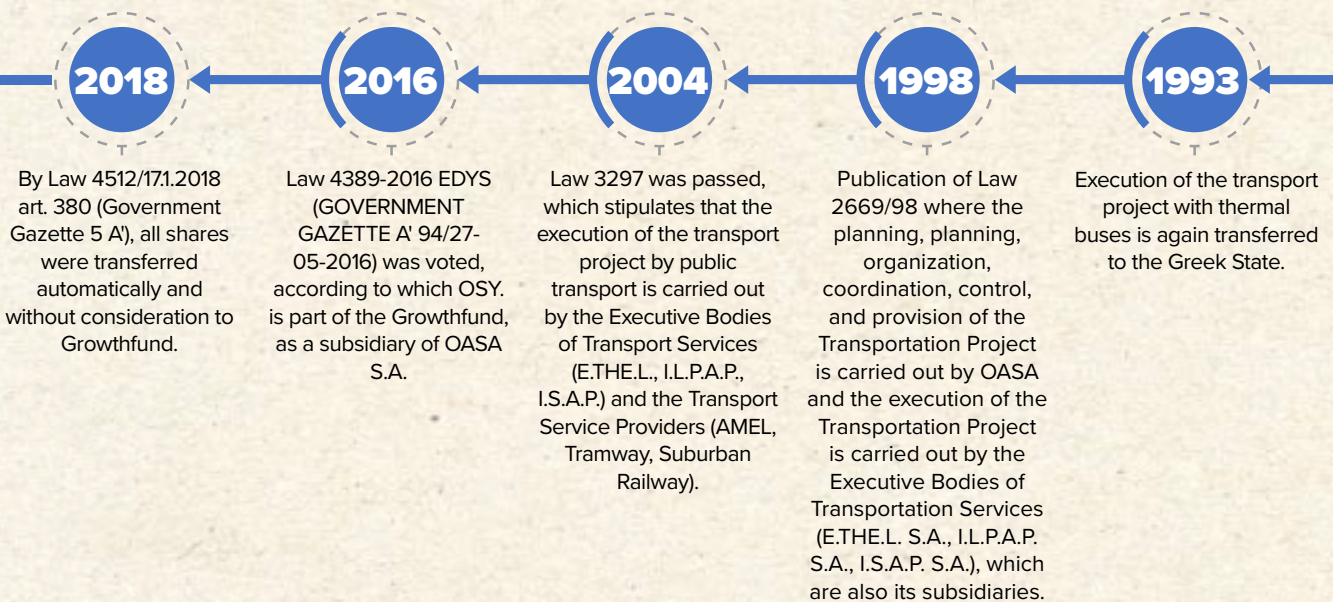 2018
By Law 4512/17.1.2018
art. 380 (Government
Gazette 5 A'), all shares
were transferred
automatically and
without consideration to
Growthfund.
2016
Law 4389-2016 EDYS
(GOVERNMENT
GAZETTE A' 94/27-
05-2016) was voted,
according to which OSY.
is part of the Growthfund,
as a subsidiary of OASA
S.A.
2004
Law 3297 was passed,
which stipulates that the
execution of the transport
project by public
transport is carried out
by the Executive Bodies
of Transport Services
(E.THE.L., I.L.P.A.P.,
I.S.A.P.) and the Transport
Service Providers (AMEL,
Tramway, Suburban
Railway).
1998
Publication of Law
2669/98 where the
planning, planning,
organization,
coordination, control,
and provision of the
Transportation Project
is carried out by OASA
and the execution of the
Transportation Project
is carried out by the
Executive Bodies of
Transportation Services
(E.THE.L. S.A., I.L.P.A.P.
S.A., I.S.A.P. S.A.), which
are also its subsidiaries.
1993
Execution of the transport
project with thermal
buses is again transferred
to the Greek State.